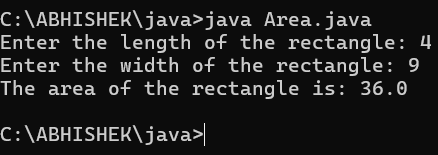 C:\ABHISHEK\java>java Area.java
Enter the length of the rectangle: 4
Enter the width of the rectangle: 9
The area of the rectangle is: 36.0
C:\ABHISHEK\java>